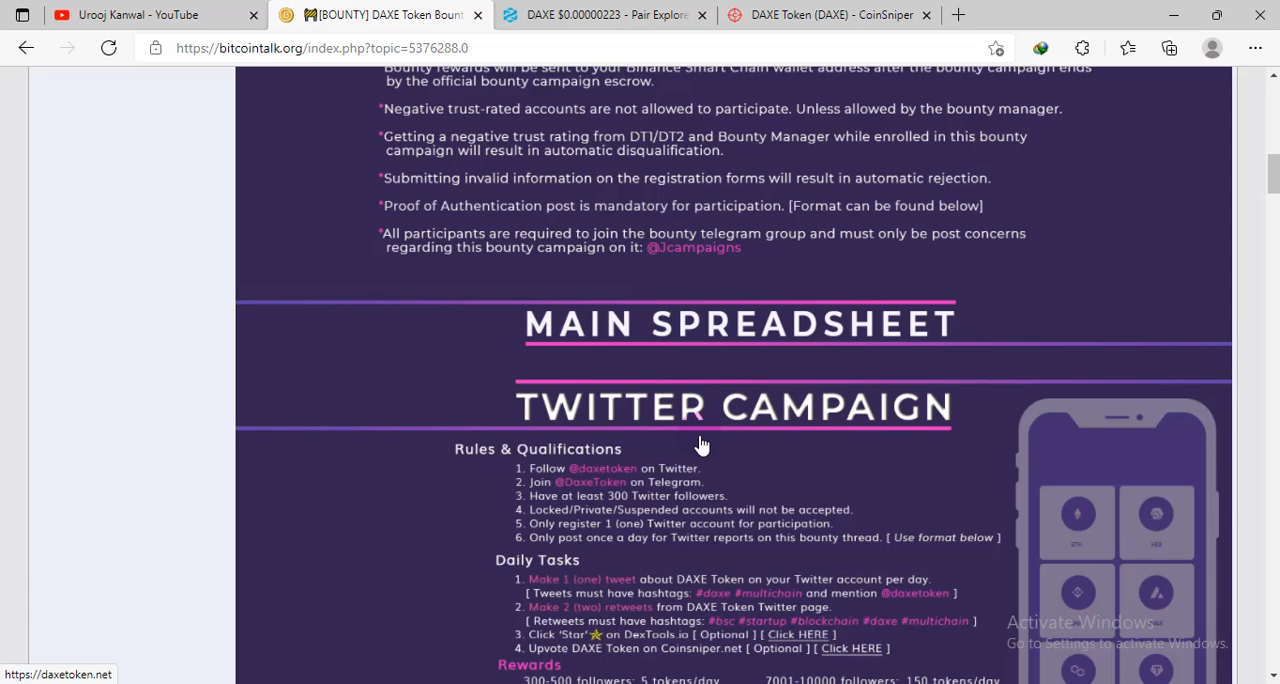 Urooj Kanwal - YouTube
[BOUNTY] DAXE Token Bount
DAXE $0.00000223 - Pair Explore
DAXE Token (DAXE) - CoinSniper
https://bitcointalk.org/index.php?topic=5376288.0
Bounty rewards will be sent to your Binance Smart Chain wallet address after the bounty campaign ends
by the official bounty campaign escrow.
*Negative trust-rated accounts are not allowed to participate. Unless allowed by the bounty manager.
*Getting a negative trust rating from DT1/DT2 and Bounty Manager while enrolled in this bounty
campaign will result in automatic disqualification.
*Submitting invalid information on the registration forms will result in automatic rejection.
*Proof of Authentication post is mandatory for participation. [Format can be found below]
*All participants are required to join the bounty telegram group and must only be post concerns
regarding this bounty campaign on it: @Jcampaigns
MAIN SPREADSHEET
TWITTER CAMPAIGN
Rules & Qualifications
1. Follow @daxetoken on Twitter.
2. Join @DaxeToken on Telegram.
3. Have at least 300 Twitter followers.
4. Locked/Private/Suspended accounts will not be accepted.
5. Only register 1 (one) Twitter account for participation.
6. Only post once a day for Twitter reports on this bounty thread. [ Use format below ]
Daily Tasks
1. Make 1 (one) tweet about DAXE Token on your Twitter account per day.
[ Tweets must have hashtags: #daxe #multichain and mention @daxetoken ]
2. Make 2 (two) retweets from DAXE Token Twitter page.
[ Retweets must have hashtags: #bsc #startup #blockchain #daxe #multichain ]
3. Click 'Star' on DexTools.io [ Optional ] [ Click HERE ]
4. Upvote DAXE Token on Coinsniper.net [ Optional ] [ Click HERE ]
Rewards
300-500 followers: 5 tokens/day 7001-10000 followers: 150 tokens/day
ETH
Activate Windows
Go to Settings to activate Windows.
https://daxetoken.net